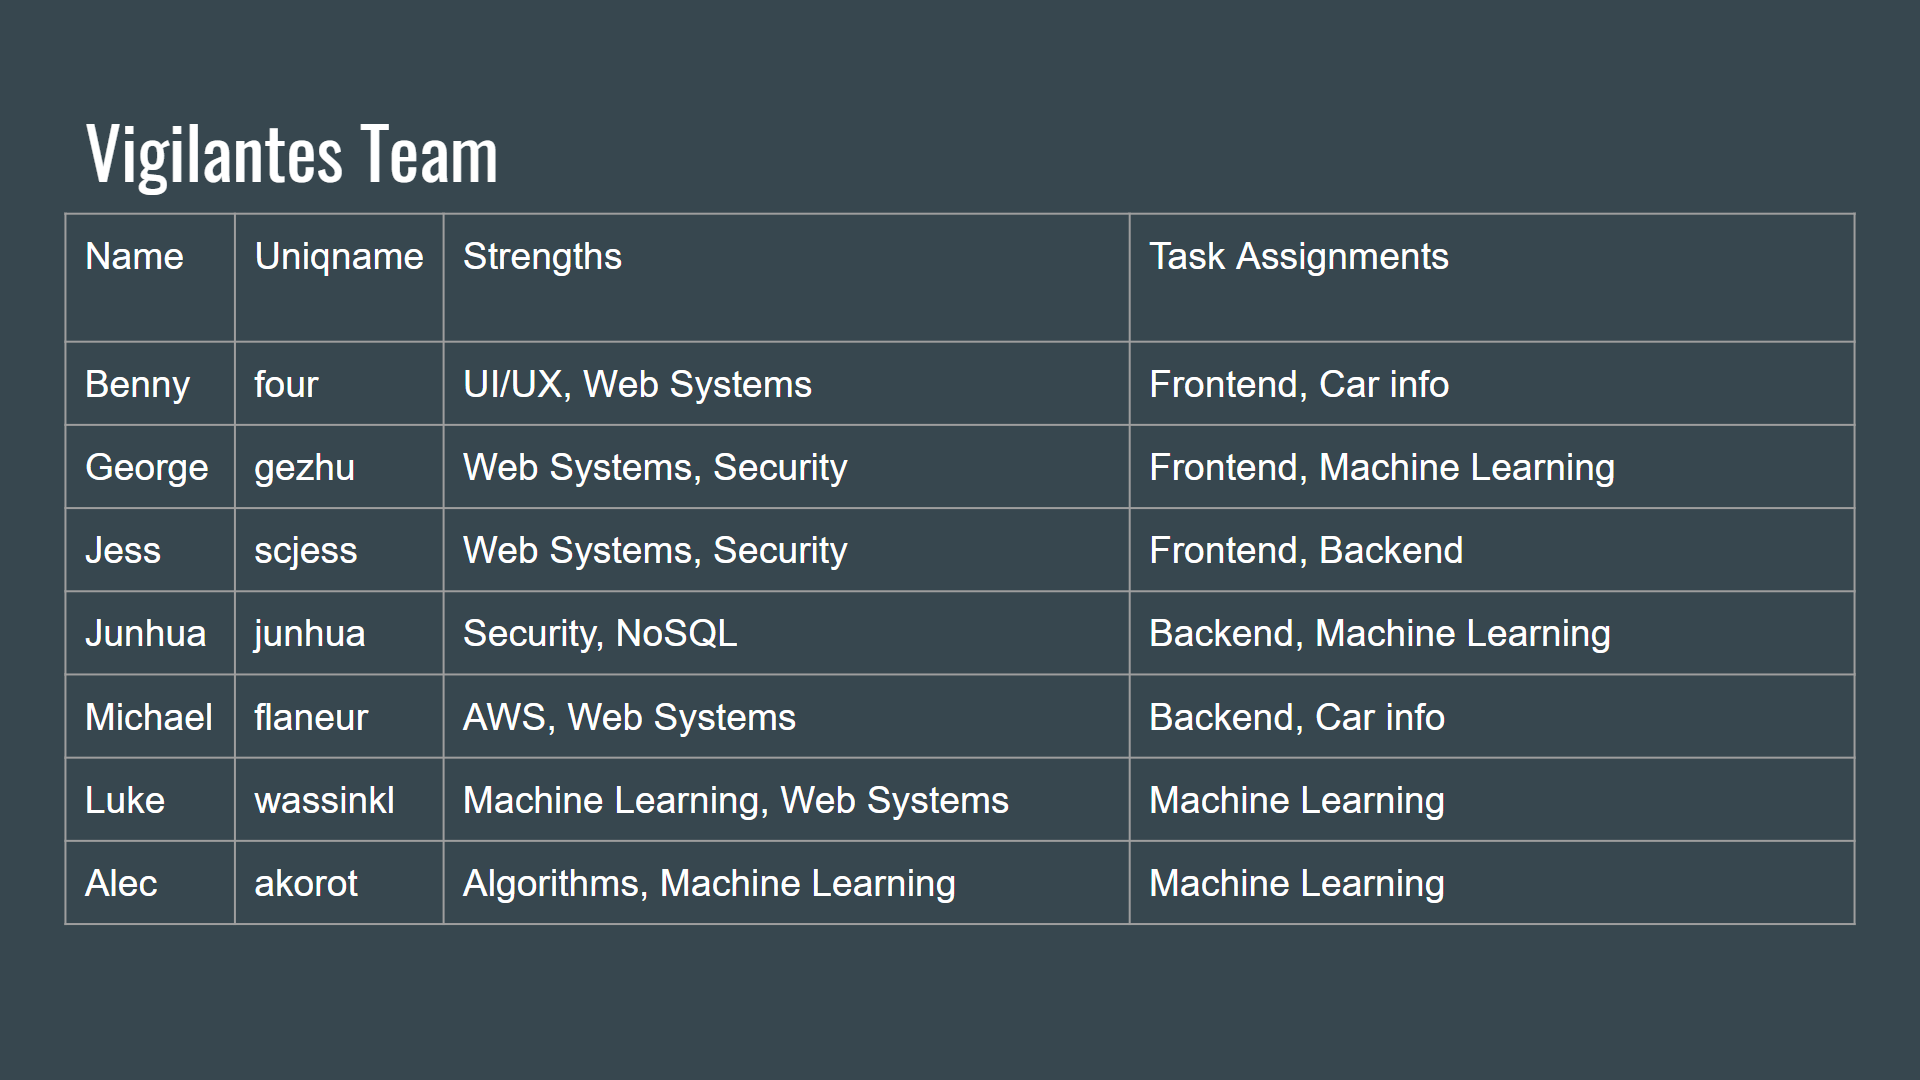 Vigilantes Team
Name Uniqname Strengths Task Assignments
Benny four UI/UX, Web Systems Frontend, Car info
George gezhu Web Systems, Security Frontend, Machine Learning
Jess scjess Web Systems, Security Frontend, Backend
Junhua junhua Security, NoSQL Backend, Machine Learning
Michael flaneur AWS, Web Systems Backend, Car info
Luke wassinkl Machine Learning, Web Systems Machine Learning
Alec akorot Algorithms, Machine Learning Machine Learning